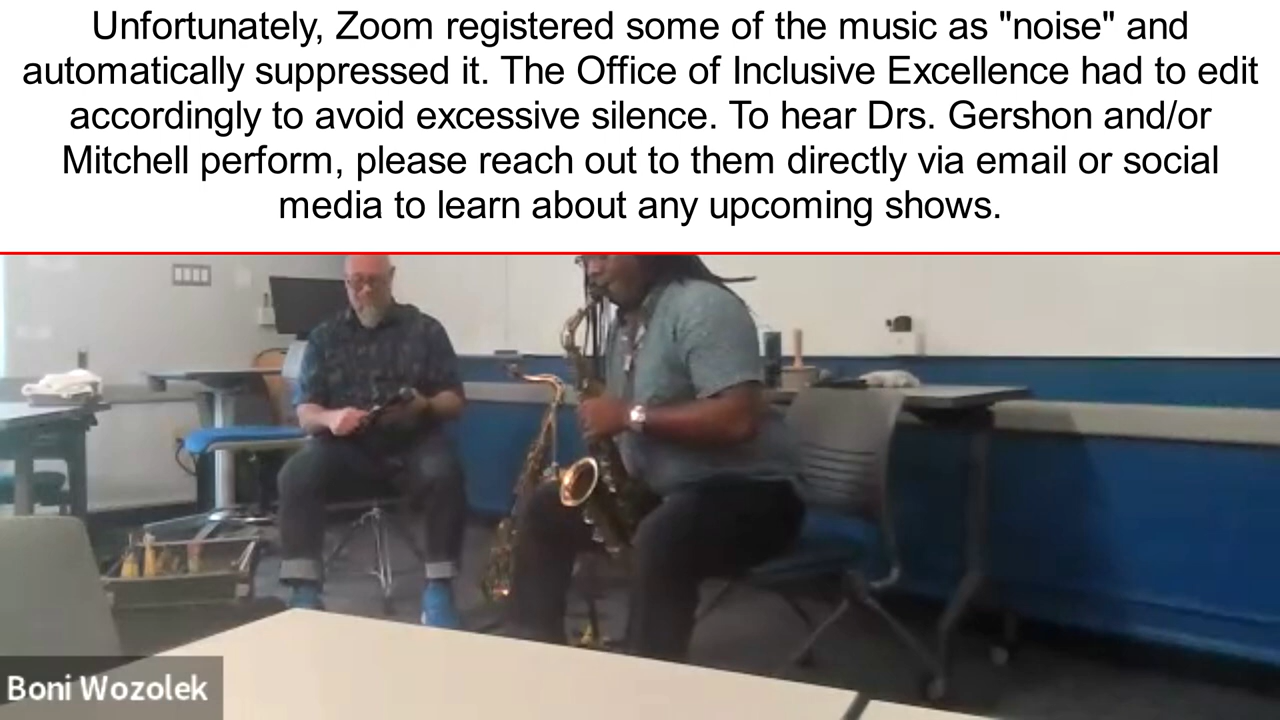 Unfortunately, Zoom registered some of the music as "noise" and
automatically suppressed it. The Office of Inclusive Excellence had to edit
accordingly to avoid excessive silence. To hear Drs. Gershon and/or
Mitchell perform, please reach out to them directly via email or social
media to learn about any upcoming shows.
Boni Wozolek